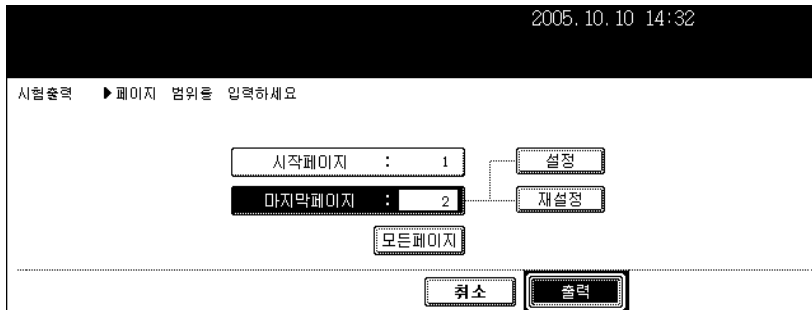 2005.10.10 14:32
시험출력 ▶페이지 범위를 입력하세요
시작페이지 : 1 설정
마지막페이지 : 2 재설정
모든페이지
취소 출력